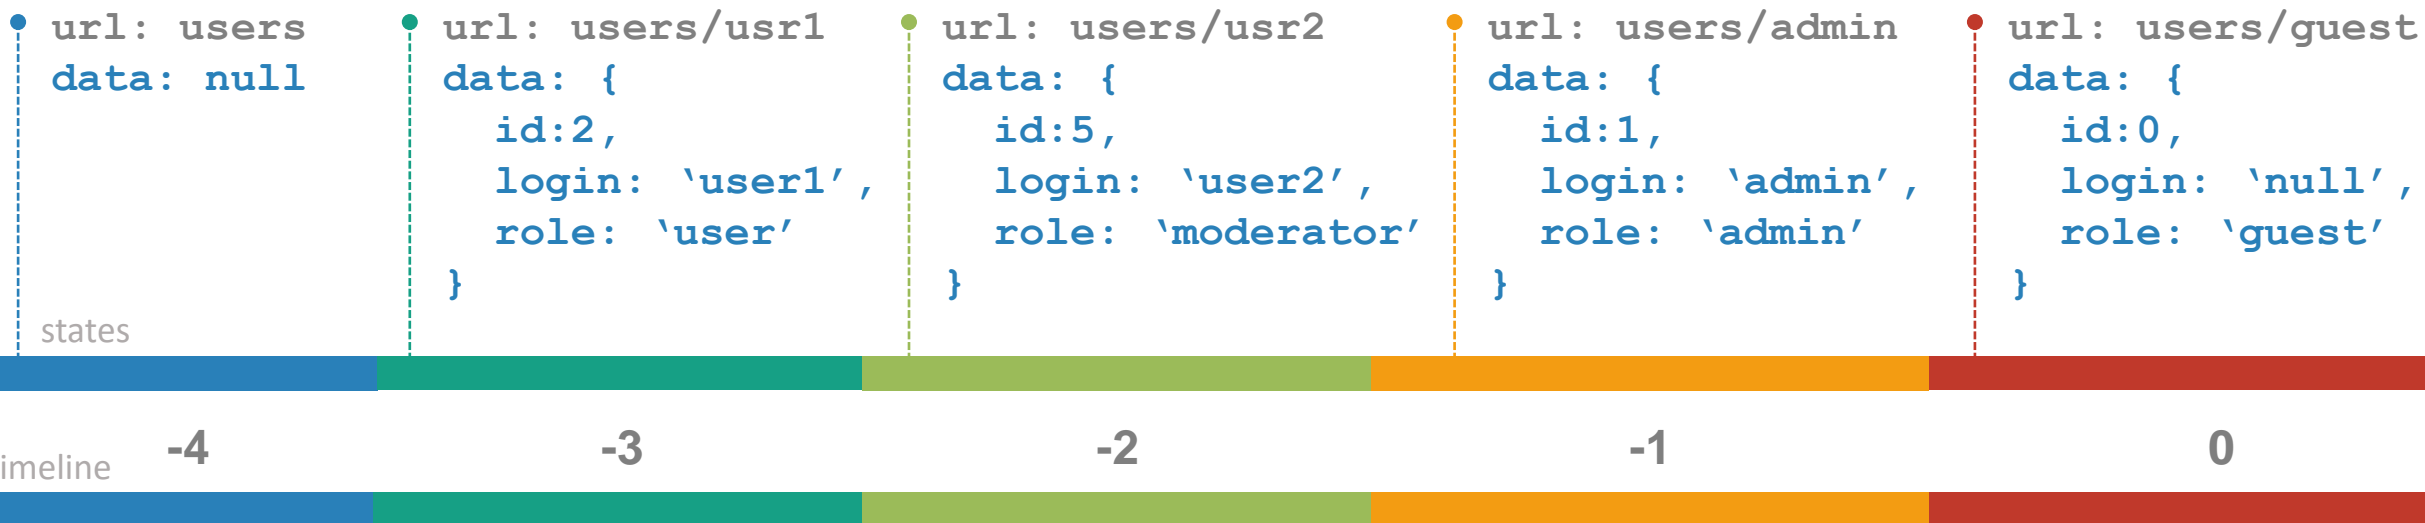 url: users
data: null
url: users/usr1
data: {
id:2,
login: ‘user1’,
role: ‘user’
}
url: users/usr2
data: {
id:5,
login: ‘user2’,
role: ‘moderator’
}
url: users/admin
data: {
id:1,
login: ‘admin’,
role: ‘admin’
}
url: users/guest
data: {
id:0,
login: ‘null’,
role: ‘guest’
}
states
-4
-3
-2
-1
0
imeline